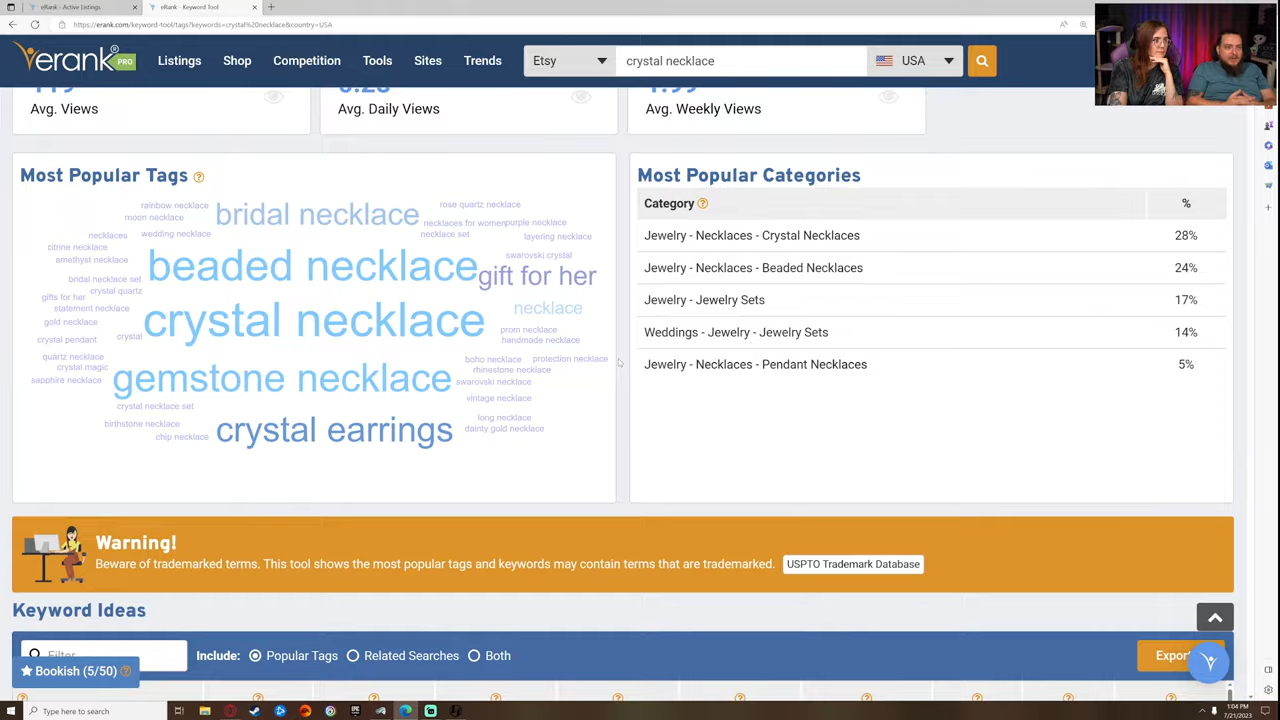 eRank - Active Listings
eRank - Keyword Tool
https://erank.com/keyword-tool/tags?keywords=crystal%20necklace&country=USA
erank PRO
Listings
Shop
Competition
Tools
Sites
Trends
Etsy
crystal necklace
USA
Avg. Views
Avg. Daily Views
Avg. Weekly Views
Most Popular Tags
rainbow necklace
moon necklace
bridal necklace
rose quartz necklace
necklaces for women
purple necklace
necklaces
wedding necklace
necklace set
layering necklace
citrine necklace
amethyst necklace
beaded necklace
swarovski crystal
gift for her
bridal necklace set
crystal quartz
gifts for her
statement necklace
necklace
gold necklace
crystal necklace
prom necklace
crystal pendant
crystal
handmade necklace
quartz necklace
crystal magic
boho necklace
protection necklace
rhinestone necklace
sapphire necklace
gemstone necklace
swarovski necklace
vintage necklace
crystal necklace set
birthstone necklace
long necklace
chip necklace
crystal earrings
dainty gold necklace
Most Popular Categories
Category
%
Jewelry - Necklaces - Crystal Necklaces
28%
Jewelry - Necklaces - Beaded Necklaces
24%
Jewelry - Jewelry Sets
17%
Weddings - Jewelry - Jewelry Sets
14%
Jewelry - Necklaces - Pendant Necklaces
5%
Warning!
Beware of trademarked terms. This tool shows the most popular tags and keywords may contain terms that are trademarked.
USPTO Trademark Database
Keyword Ideas
Filter
Include:
Popular Tags
Related Searches
Both
Export
Bookish (5/50)
Type here to search
1:04 PM
7/21/2023